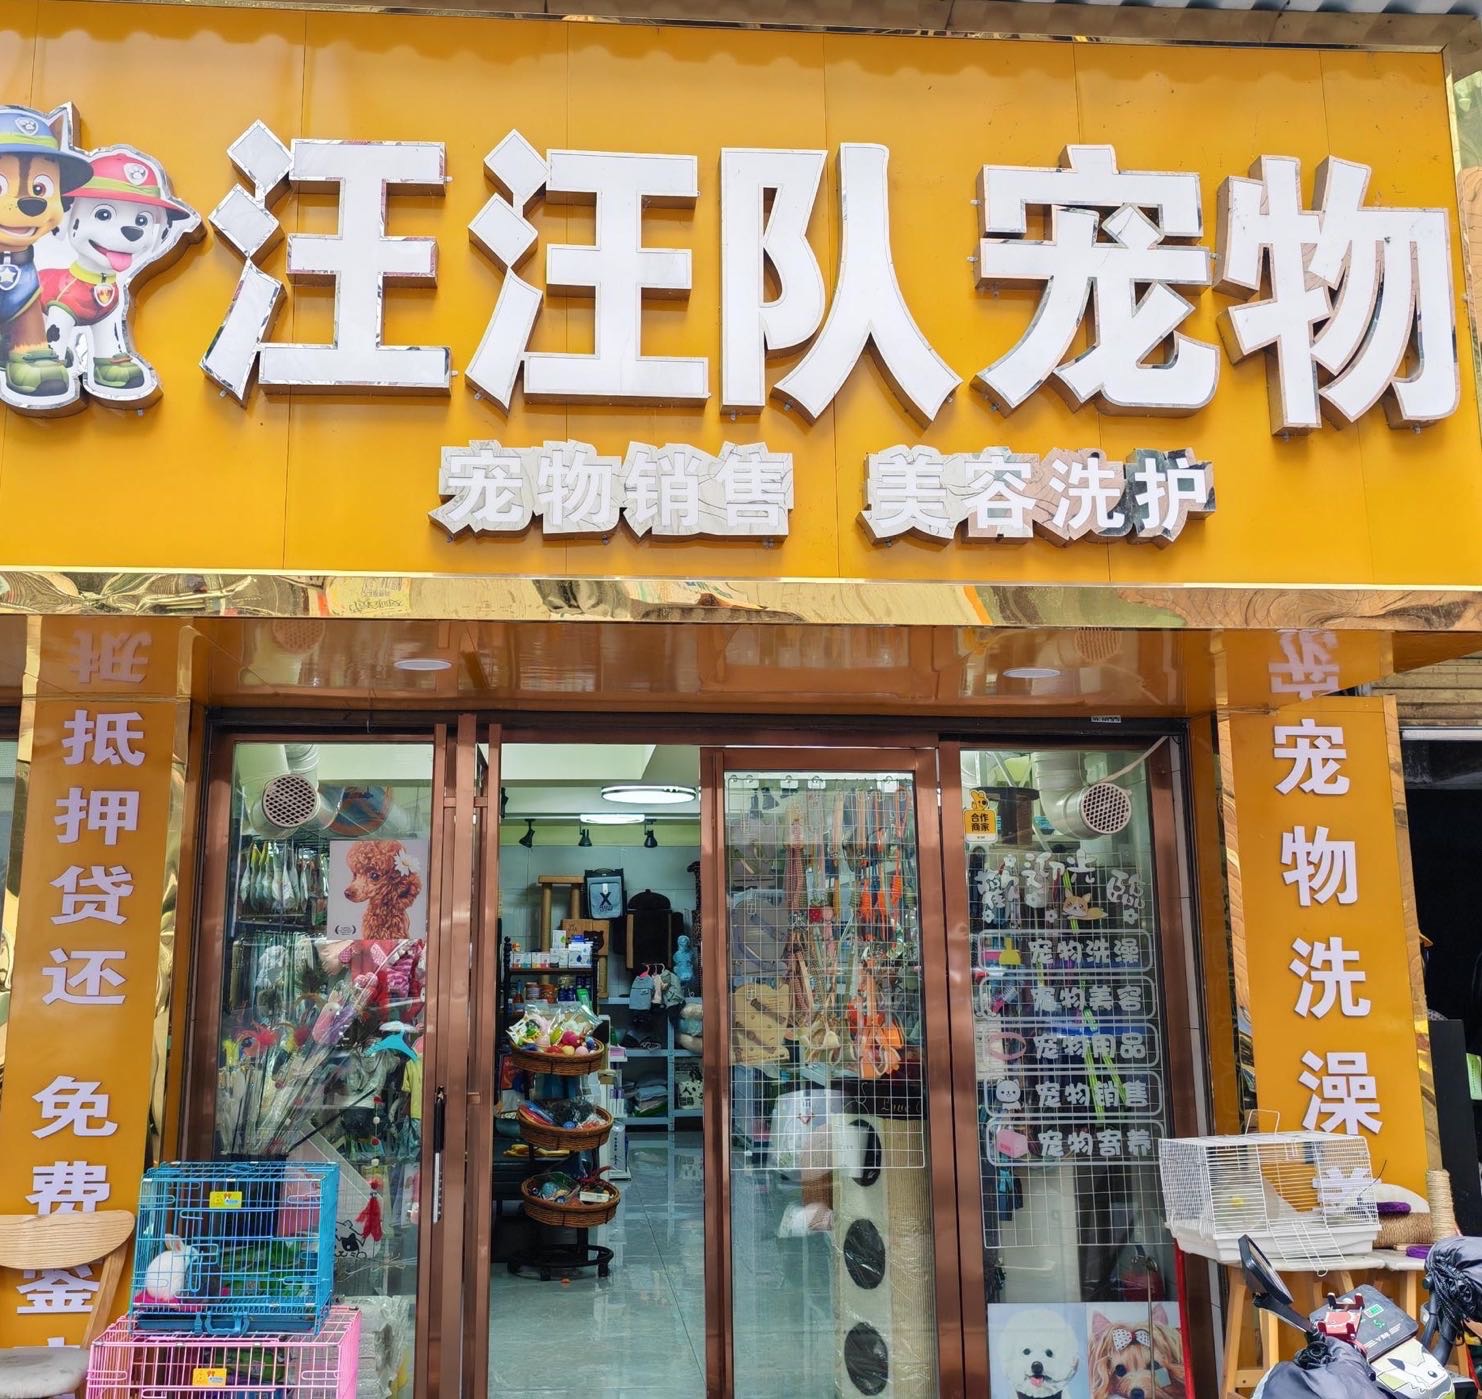 汪汪队宠物
宠物销售 美容洗护
抵押贷还 免费鉴
宠物洗澡 美
合作
商家
X
宠物洗澡
宠物美容
宠物用品
宠物销售
宠物寄养